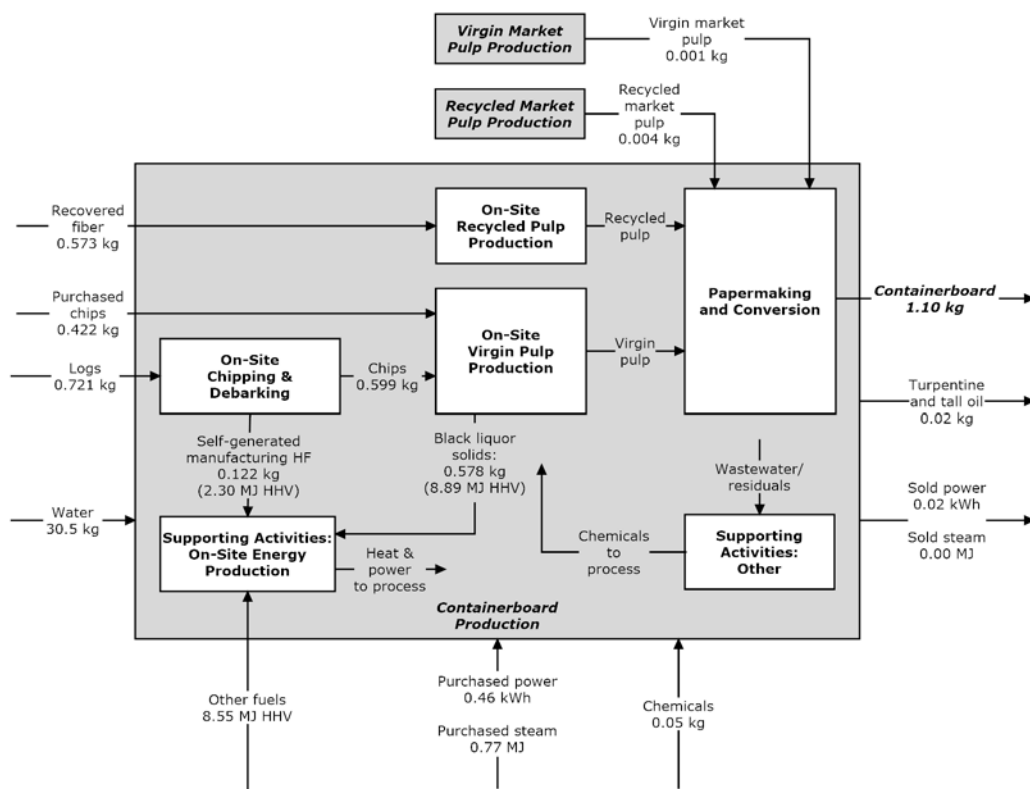 Virgin Market
Pulp Production
Virgin market
pulp
0.001 kg
Recycled Market
Pulp Production
Recycled
market
pulp
0.004 kg
Recovered
fiber
0.573 kg
On-Site
Recycled Pulp
Production
Recycled
pulp
Papermaking
and Conversion
Containerboard
1.10 kg
Purchased
chips
0.422 kg
On-Site
Virgin Pulp
Production
Virgin
pulp
Logs
0.721 kg
On-Site
Chipping &
Debarking
Chips
0.599 kg
Turpentine
and tall oil
0.02 kg
Self-generated
manufacturing HF
0.122 kg
(2.30 MJ HHV)
Black liquor
solids:
0.578 kg
(8.89 MJ HHV)
Wastewater/
residuals
Sold power
0.02 kWh
Sold steam
0.00 MJ
Water
30.5 kg
Supporting Activities:
On-Site Energy
Production
Heat &
power
to process
Chemicals
to
process
Supporting
Activities:
Other
Containerboard
Production
Other fuels
8.55 MJ HHV
Purchased power
0.46 kWh
Purchased steam
0.77 MJ
Chemicals
0.05 kg